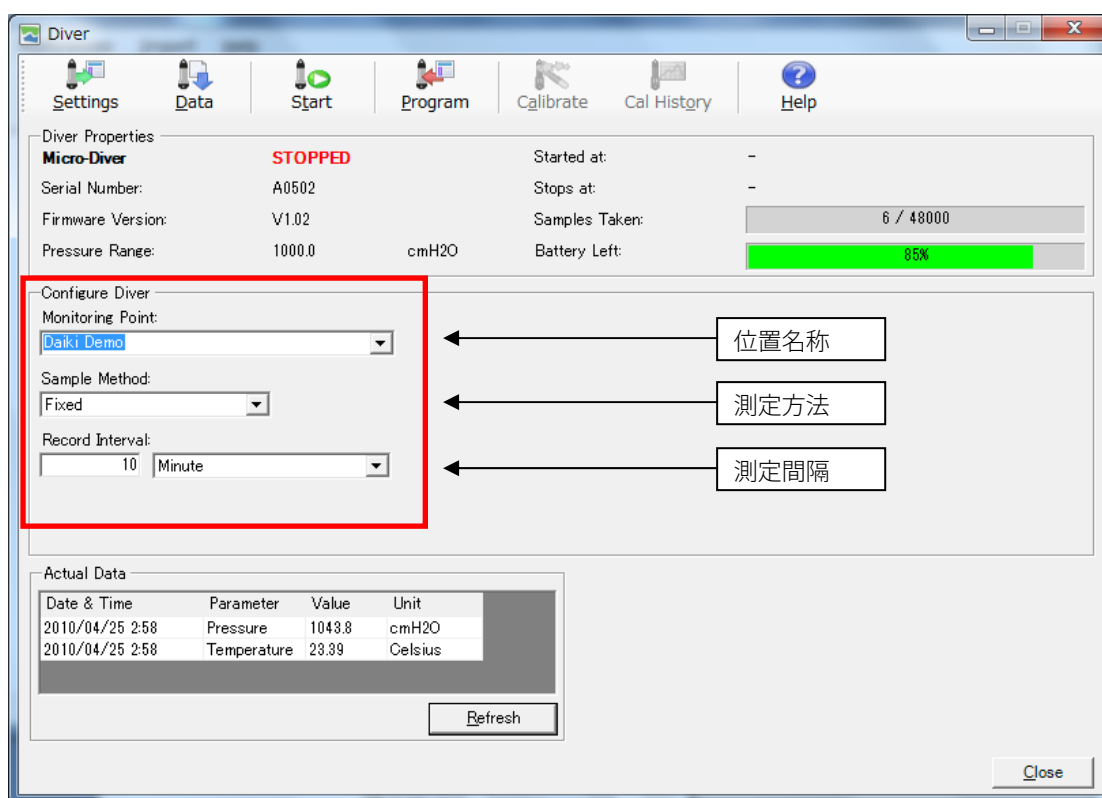 Diver
Settings Data Start Program Calibrate Cal History Help
Diver Properties
Micro-Diver STOPPED Started at: -
Serial Number: A0502 Stops at: -
Firmware Version: V1.02 Samples Taken: 6 / 48000
Pressure Range: 1000.0 cmH2O Battery Left: 85%
Configure Diver
Monitoring Point:
Daiki Demo 位置名称
Sample Method:
Fixed 測定方法
Record Interval:
10 Minute 測定間隔
Actual Data
Date & Time Parameter Value Unit
2010/04/25 2:58 Pressure 1043.8 cmH2O
2010/04/25 2:58 Temperature 23.39 Celsius
Refresh
Close